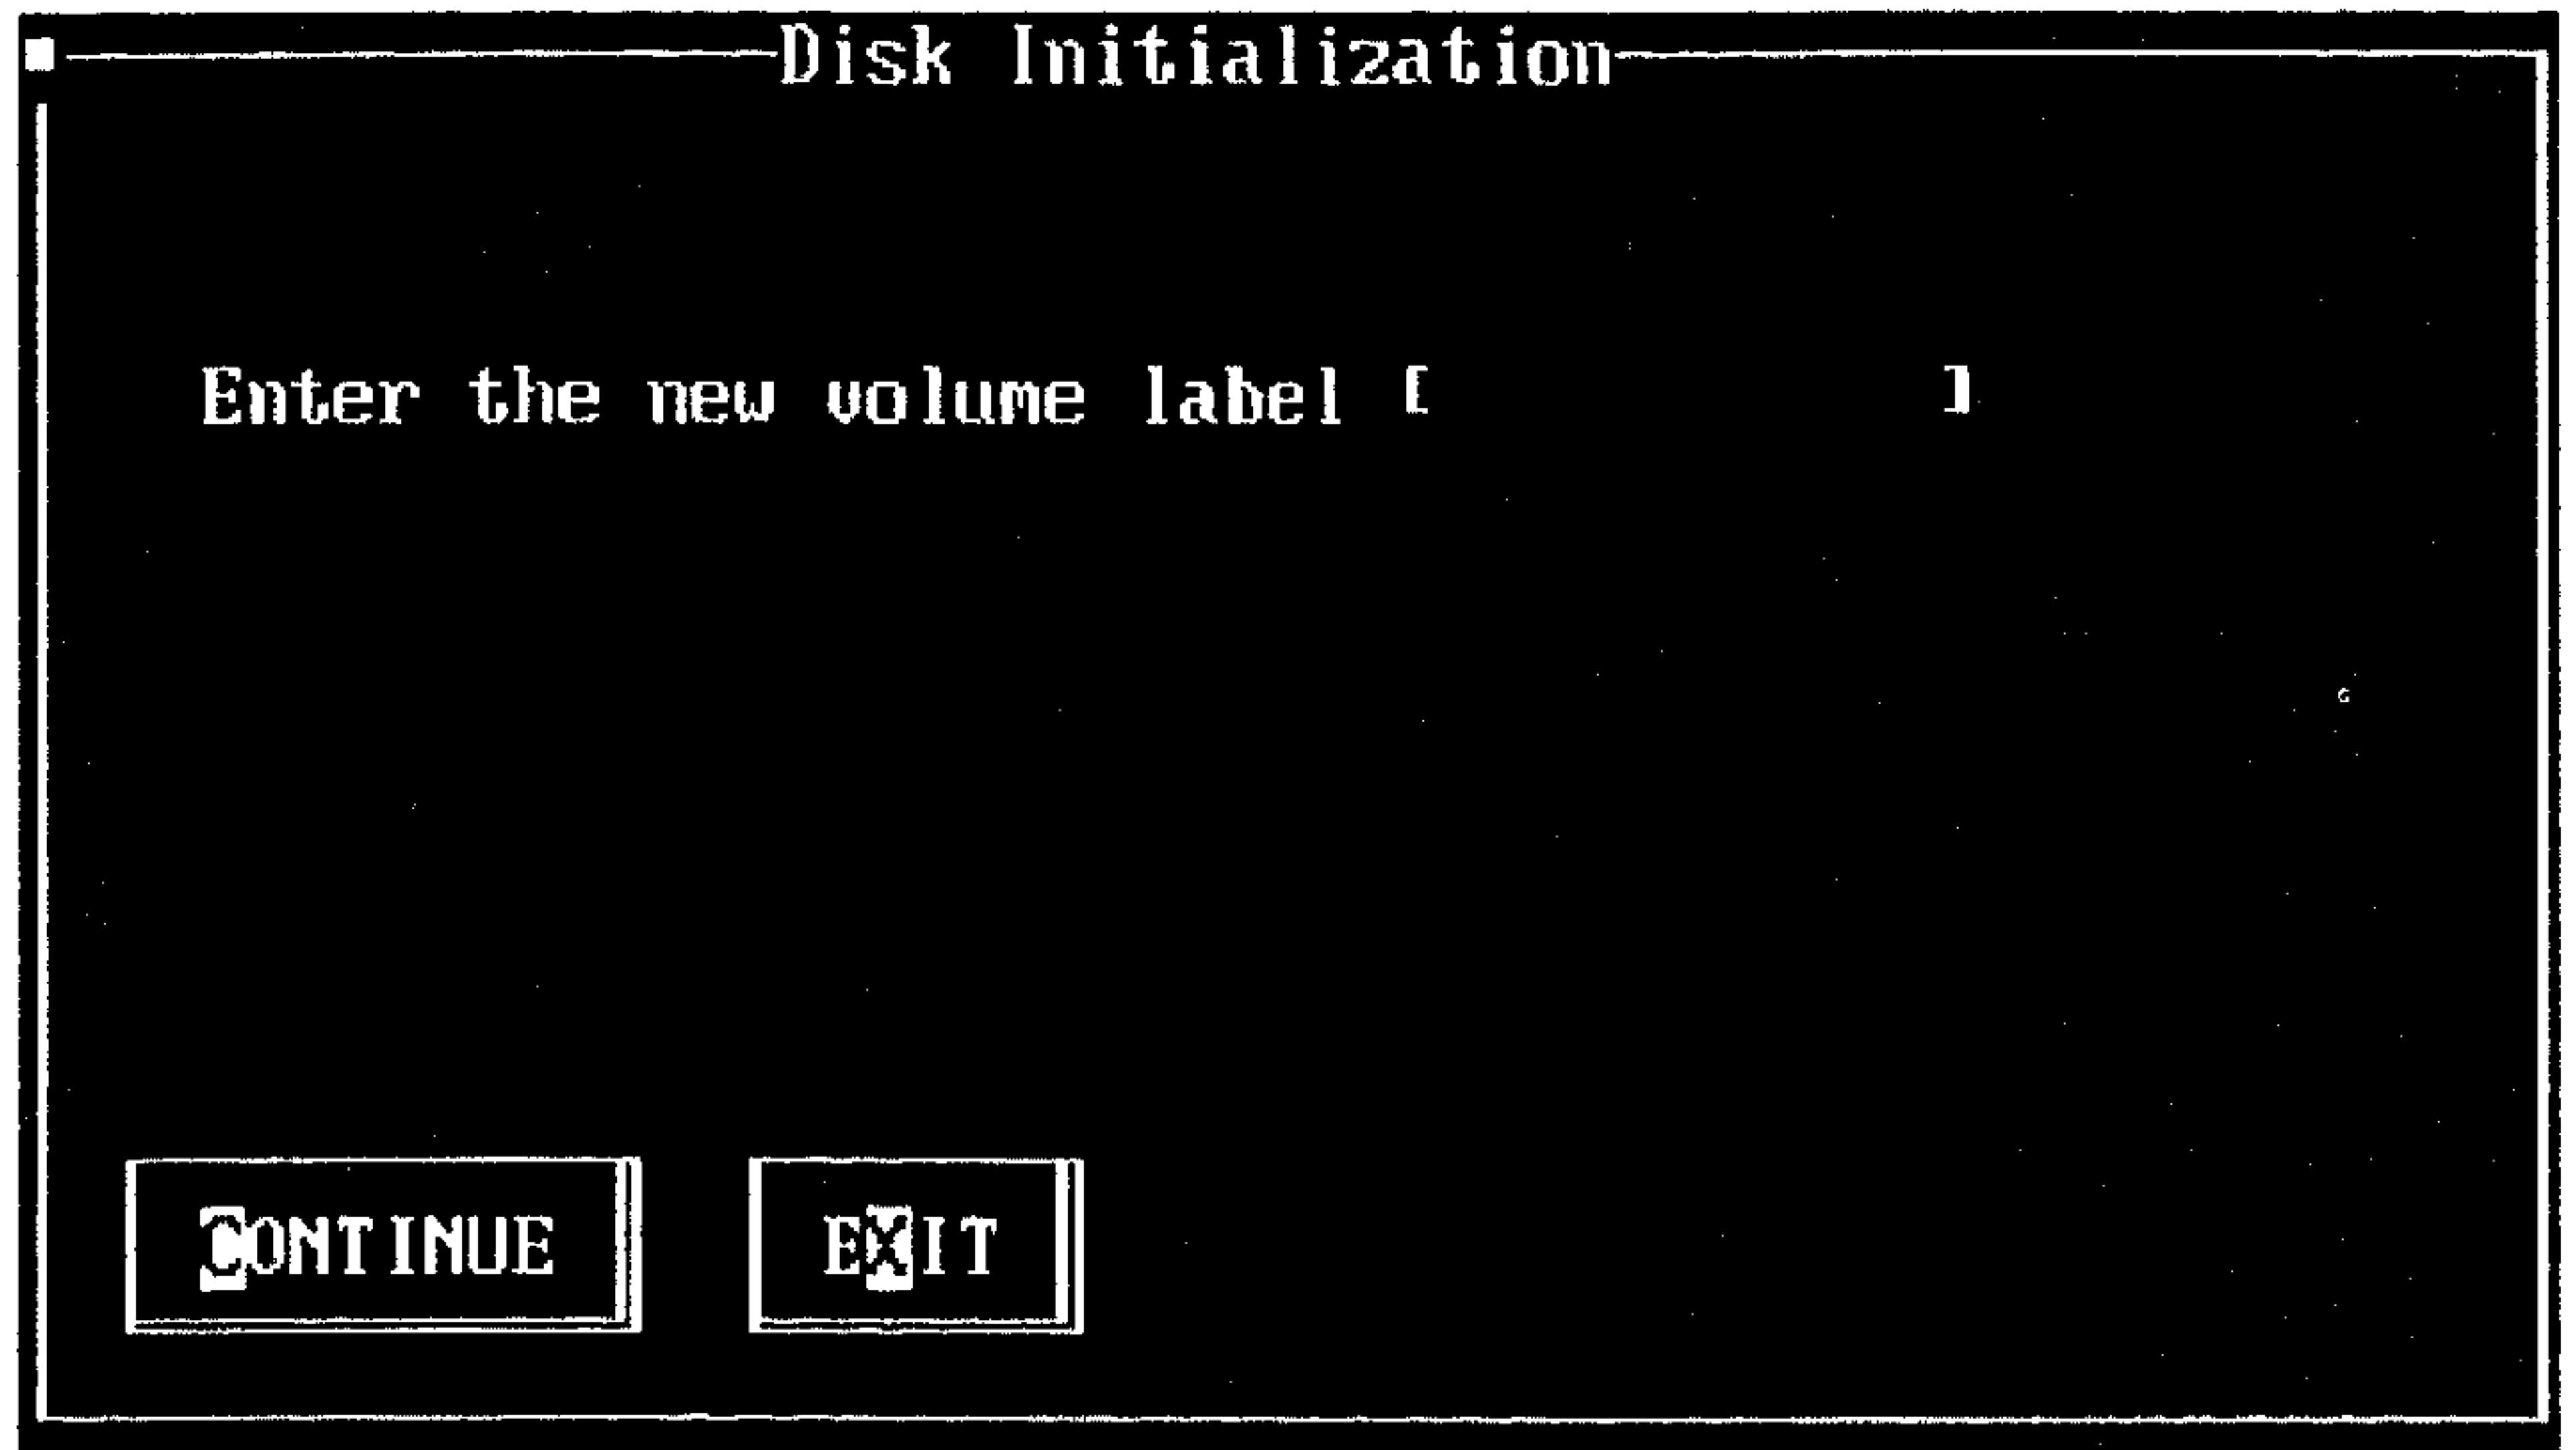 Disk Initialization
Enter the new volume label [ ]
CONTINUE EXIT